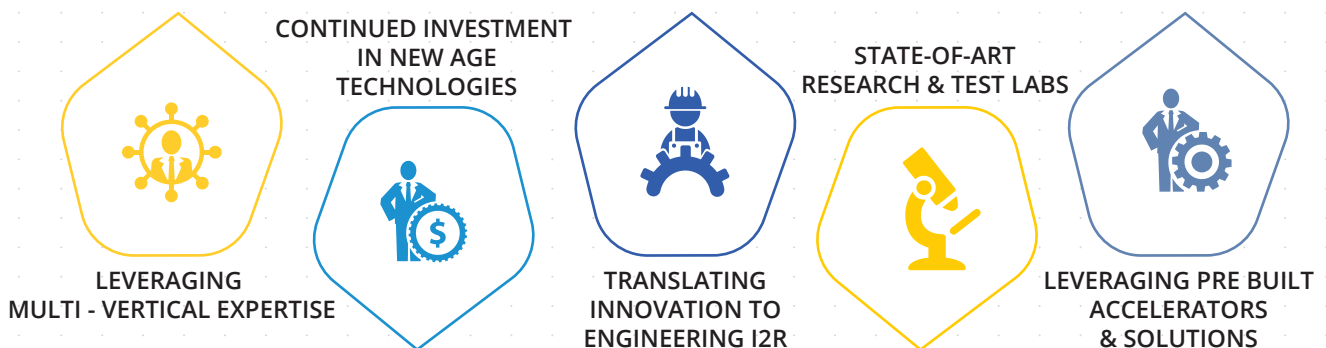 LEVERAGING
MULTI - VERTICAL EXPERTISE
CONTINUED INVESTMENT
IN NEW AGE
TECHNOLOGIES
$
TRANSLATING
INNOVATION TO
ENGINEERING I2R
STATE-OF-ART
RESEARCH & TEST LABS
LEVERAGING PRE BUILT
ACCELERATORS
& SOLUTIONS